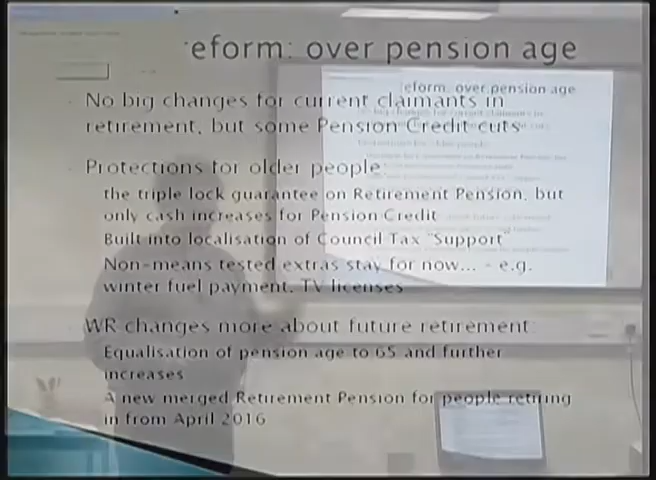 eform: over pension age
No big changes for current claimants in
retirement, but some Pension Credit cuts
Protections for older people
the triple lock guarantee on Retirement Pension, but
only cash increases for Pension Credit
Built into localisation of Council Tax "Support"
Non-means tested extras stay for now... - e.g.
winter fuel payment, TV licenses
WR changes more about future retirement:
Equalisation of pension age to 65 and further
increases
A new merged Retirement Pension for people retiring
in from April 2016
eform: over pension age